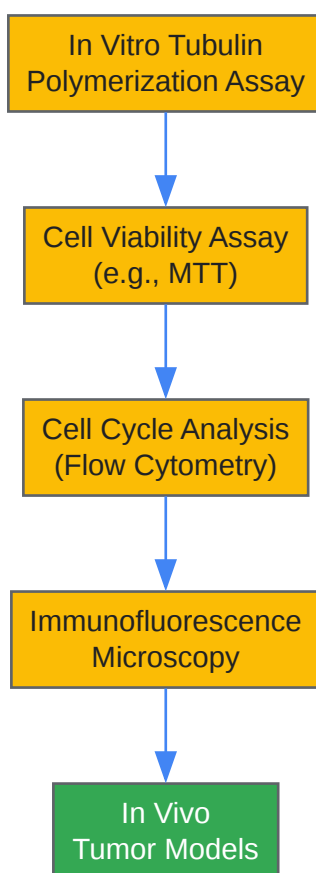 In Vitro Tubulin
Polymerization Assay
Cell Viability Assay
(e.g., MTT)
Cell Cycle Analysis
(Flow Cytometry)
Immunofluorescence
Microscopy
In Vivo
Tumor Models